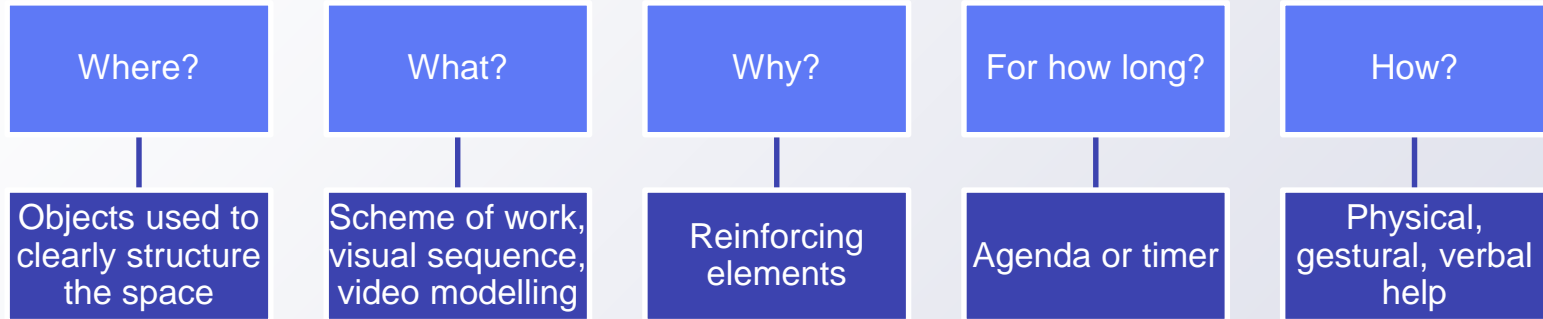 Where?
What?
Why?
For how long?
How?
Objects used to
clearly structure
the space
Scheme of work,
visual sequence,
video modelling
Reinforcing
elements
Agenda or timer
Physical,
gestural, verbal
help